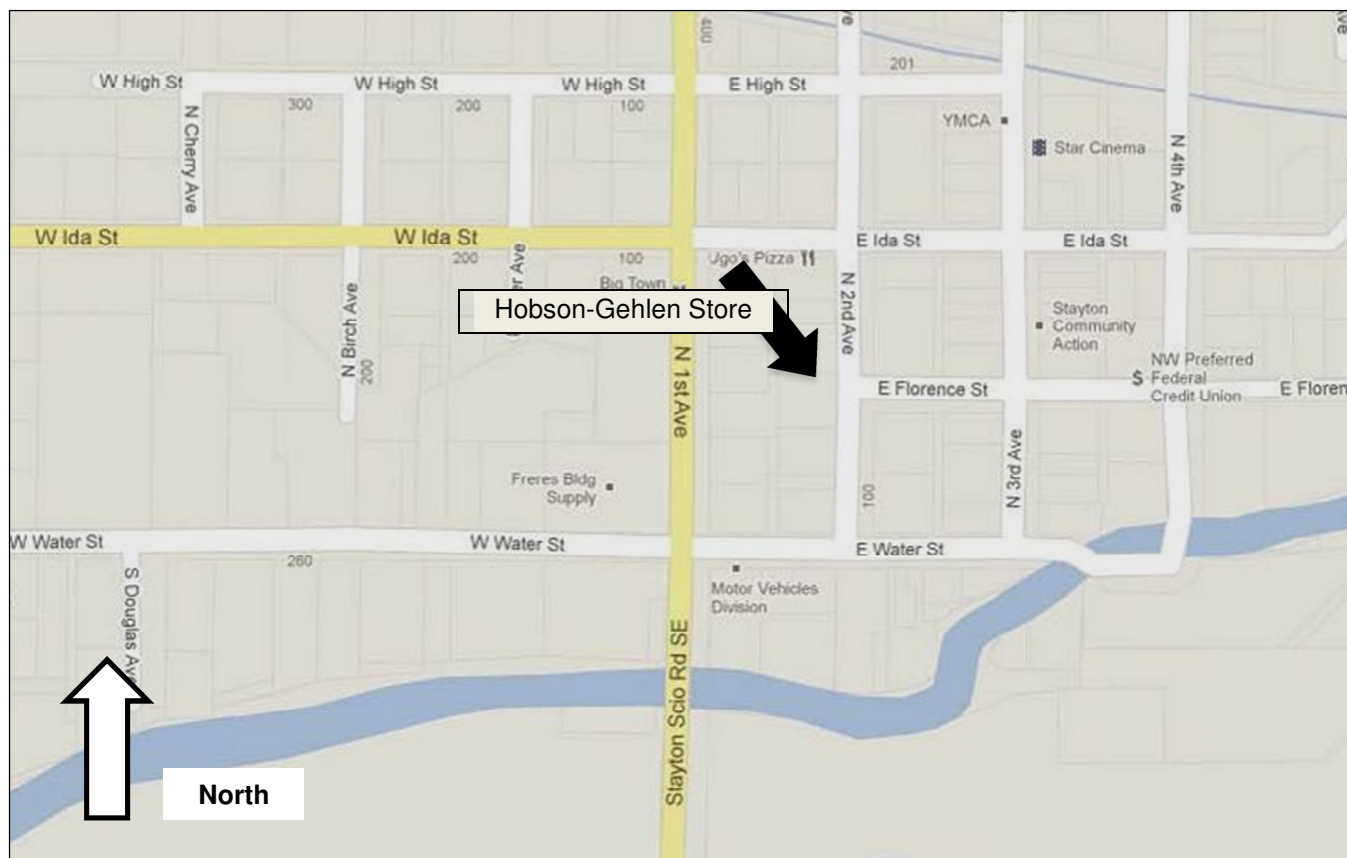 400
201
W High St
W High St
W High St
E High St
300
200
100
N Cherry Ave
YMCA
Star Cinema
N 4th Ave
W Ida St
W Ida St
E Ida St
E Ida St
200
100
Ugo's Pizza
Big Town
N 2nd Ave
Hobson-Gehlen Store
N Birch Ave
200
N 1st Ave
Stayton
Community
Action
NW Preferred
Federal
Credit Union
$
E Florence St
N 3rd Ave
Freres Bldg
Supply
100
W Water St
W Water St
E Water St
260
S Douglas Ave
Motor Vehicles
Division
Stayton Scio Rd SE
North